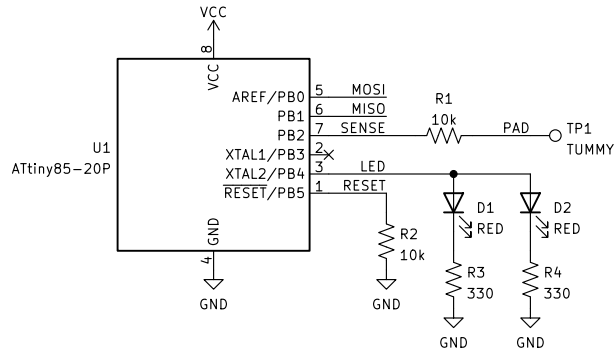 VCC
8
VCC
U1
ATtiny85-20P
AREF/PB0 5 MOSI
PB1 6 MISO
PB2 7 SENSE
XTAL1/PB3 2
XTAL2/PB4 3 LED
RESET/PB5 1 RESET
R1
10k
PAD
TP1
TUMMY
D1
RED
D2
RED
R2
10k
R3
330
R4
330
GND
4
GND
GND
GND
GND